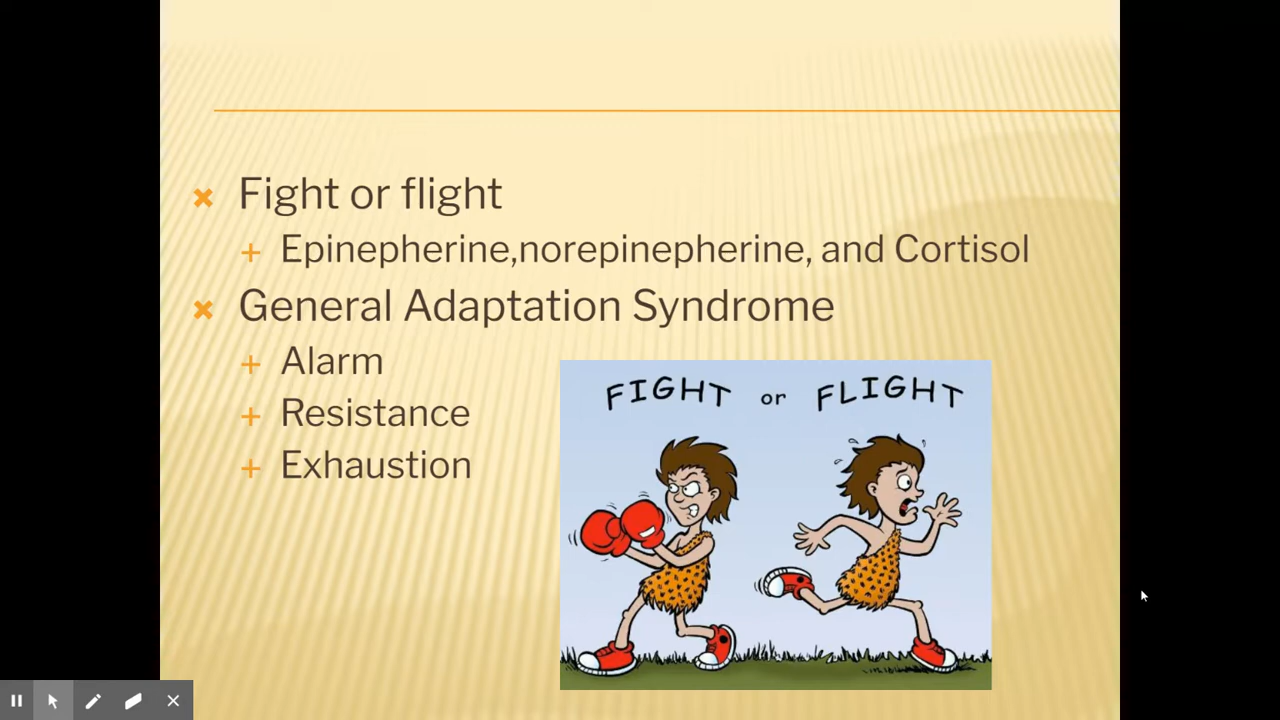 Fight or flight
Epinepherine,norepinepherine, and Cortisol
General Adaptation Syndrome
Alarm
Resistance
Exhaustion
FIGHT or FLIGHT